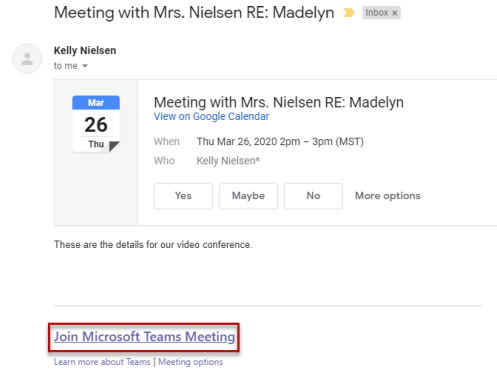 Meeting with Mrs. Nielsen RE: Madelyn Inbox x
Kelly Nielsen
to me
Mar
26
Thu
Meeting with Mrs. Nielsen RE: Madelyn
View on Google Calendar
When Thu Mar 26, 2020 2pm – 3pm (MST)
Who Kelly Nielsen*
Yes Maybe No More options
These are the details for our video conference.
Join Microsoft Teams Meeting
Learn more about Teams | Meeting options